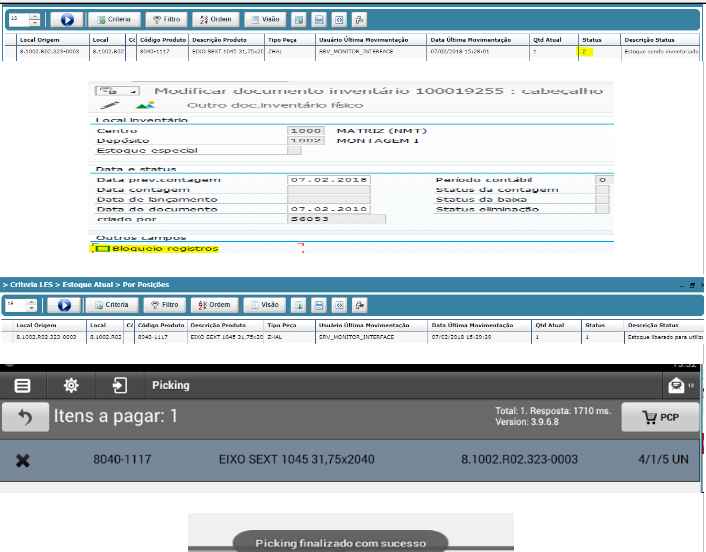 16 Criteria Filtro Ordem Visão
Local Origem Local Có Código Produto Descrição Produto Tipo Peça Usuário Última Movimentação Data Última Movimentação Qtd Atual Status Descrição Status
8.1002.R02.323-0003 8.1002.R02 8040-1117 EIXO SEXT 1045 31,75x20 ZHAL SRV_MONITOR_INTERFACE 07/02/2018 15:28:01 1 2 Estoque sendo inventariado
Modificar documento inventário 100019255 : cabeçalho
Outro doc.inventário físico
Local inventário
Centro 1000 MATRIZ (NMT)
Depósito 1002 MONTAGEM 1
Estoque especial
Data e status
Data prev.contagem 07.02.2018 Período contábil 0
Data contagem Status da contagem
Data de lançamento Status da baixa
Data do documento 07.02.2018 Status eliminação
criado por 56053
Outros campos
Bloqueio registros
> Criteria LES > Estoque Atual > Por Posições
16 Criteria Filtro Ordem Visão
Local Origem Local Có Código Produto Descrição Produto Tipo Peça Usuário Última Movimentação Data Última Movimentação Qtd Atual Status Descrição Status
8.1002.R02.323-0003 8.1002.R02 8040-1117 EIXO SEXT 1045 31,75x20 ZHAL SRV_MONITOR_INTERFACE 07/02/2018 15:29:29 1 1 Estoque liberado para utiliz
15:32
Picking 12
Itens a pagar: 1 Total: 1. Resposta: 1710 ms. PCP
Version: 3.9.6.8
8040-1117 EIXO SEXT 1045 31,75x2040 8.1002.R02.323-0003 4/1/5 UN
Picking finalizado com sucesso